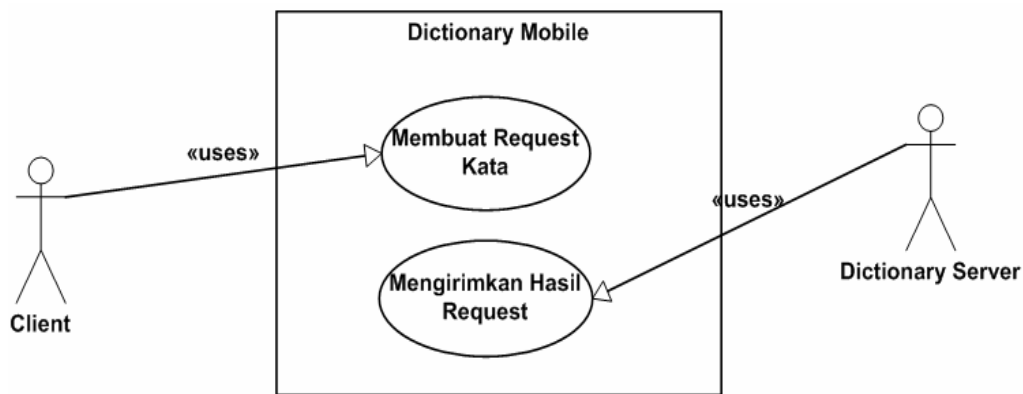 Dictionary Mobile
Membuat Request
Kata
«uses»
«uses»
Mengirimkan Hasil
Request
Dictionary Server
Client